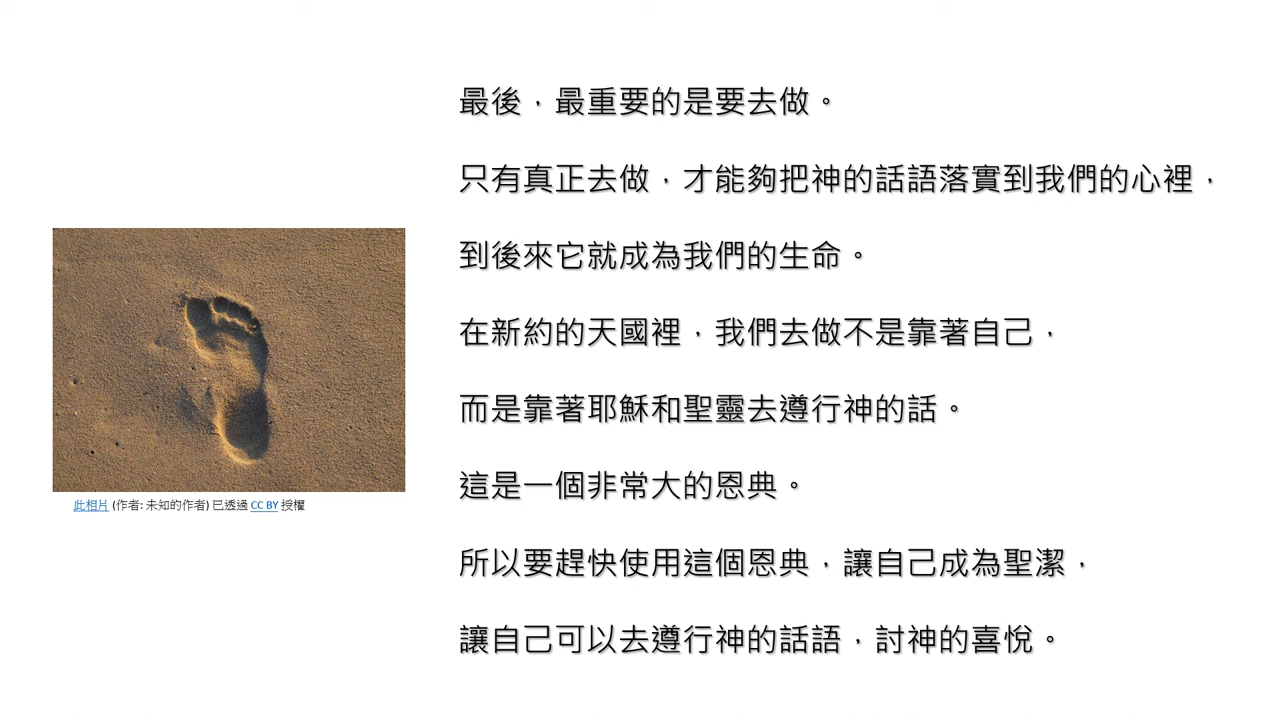 最後，最重要的是要去做。
只有真正去做，才能夠把神的話語落實到我們的心裡，
到後來它就成為我們的生命。
在新約的天國裡，我們去做不是靠著自己，
而是靠著耶穌和聖靈去遵行神的話。
這是一個非常大的恩典。
所以要趕快使用這個恩典，讓自己成為聖潔，
讓自己可以去遵行神的話語，討神的喜悅。
此相片 (作者: 未知的作者) 已透過 CC BY 授權